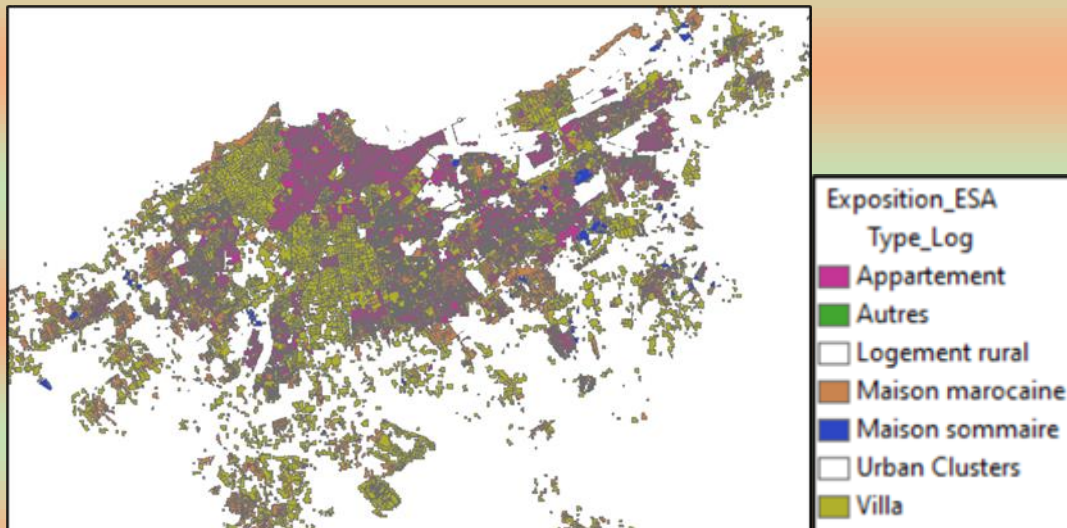 Exposition_ESA
Type_Log
Appartement
Autres
Logement rural
Maison marocaine
Maison sommaire
Urban Clusters
Villa